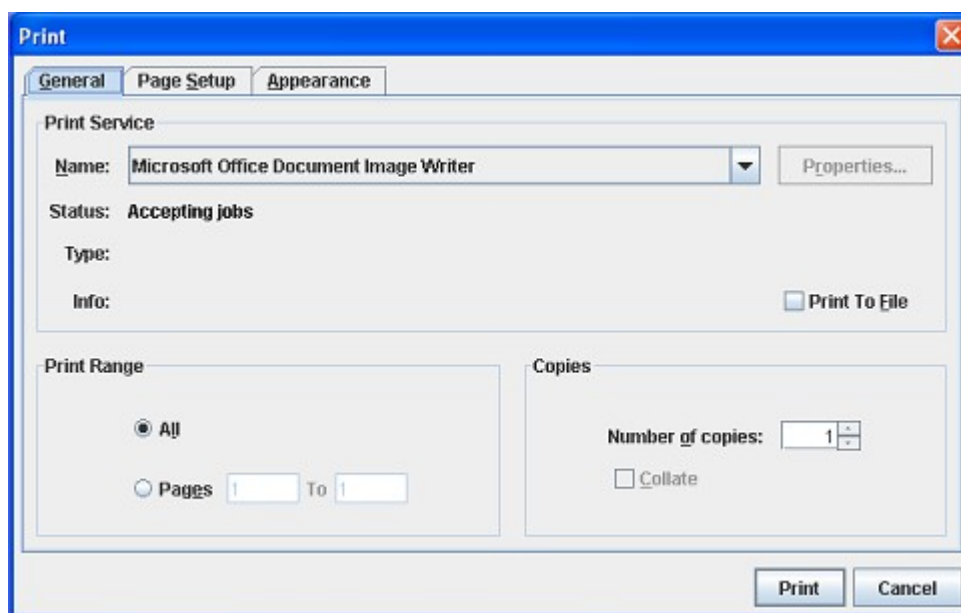 Print
General Page Setup Appearance
Print Service
Name: Microsoft Office Document Image Writer Properties...
Status: Accepting jobs
Type:
Info: Print To File
Print Range Copies
All
Number of copies: 1
Collate
Pages 1 To 1
Print Cancel